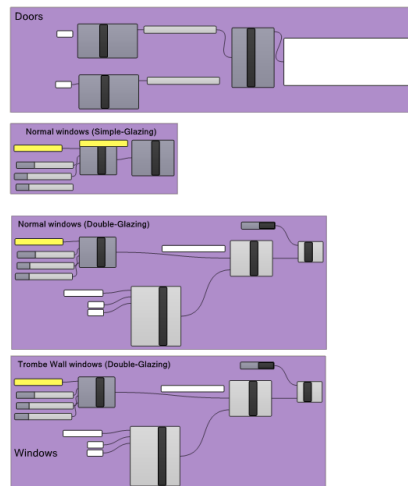 Doors
Normal windows (Simple-Glazing)
Normal windows (Double-Glazing)
Trombe Wall windows (Double-Glazing)
Windows